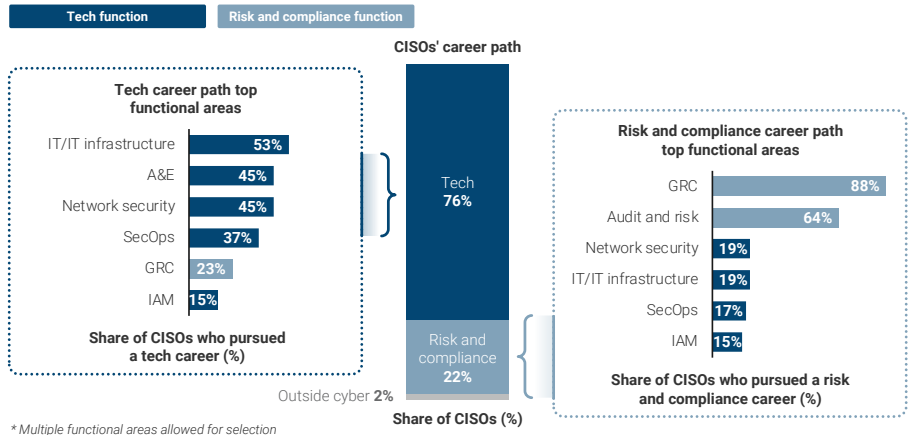 Tech function
Risk and compliance function
CISOs' career path
Tech career path top
functional areas
IT/IT infrastructure 53%
A&E 45%
Network security 45%
SecOps 37%
GRC 23%
IAM 15%
Share of CISOs who pursued
a tech career (%)
Tech
76%
Risk and
compliance
22%
Outside cyber 2%
Share of CISOs (%)
Risk and compliance career path
top functional areas
GRC 88%
Audit and risk 64%
Network security 19%
IT/IT infrastructure 19%
SecOps 17%
IAM 15%
Share of CISOs who pursued a risk
and compliance career (%)
* Multiple functional areas allowed for selection